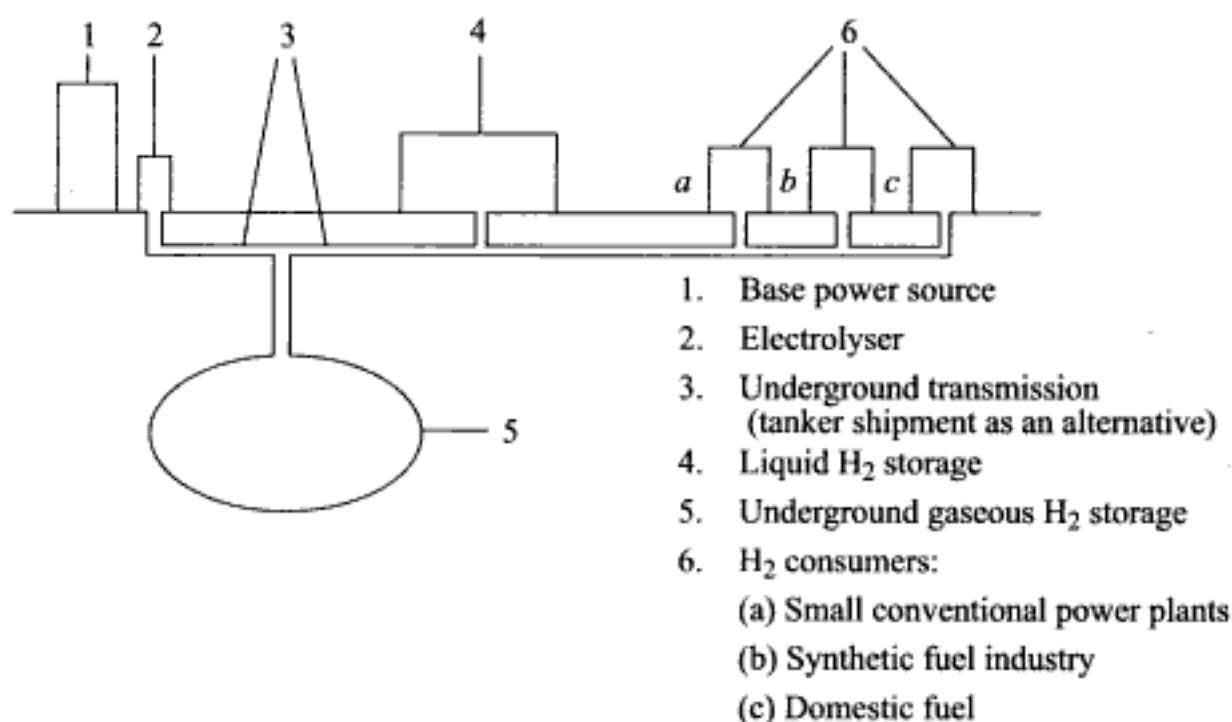 1 2 3 4 6
a b c
5
1. Base power source
2. Electrolyser
3. Underground transmission
(tanker shipment as an alternative)
4. Liquid H₂ storage
5. Underground gaseous H₂ storage
6. H₂ consumers:
(a) Small conventional power plants
(b) Synthetic fuel industry
(c) Domestic fuel